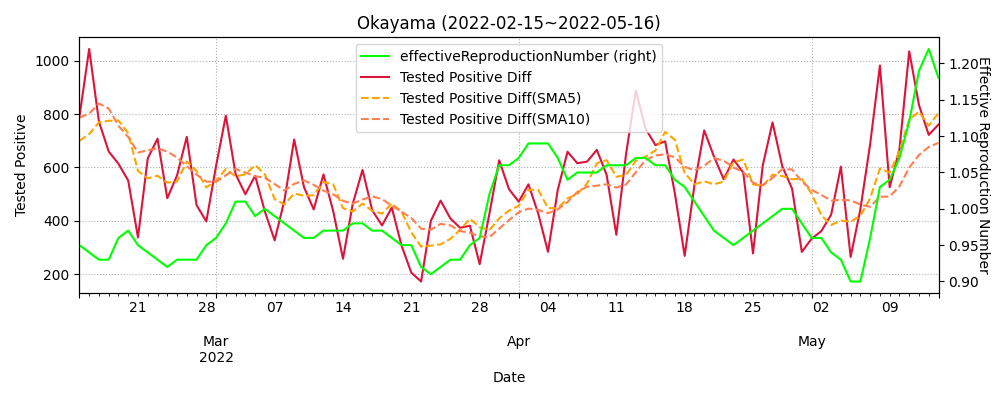 Okayama (2022-02-15~2022-05-16)
effectiveReproductionNumber (right)
Tested Positive Diff
Tested Positive Diff(SMA5)
Tested Positive Diff(SMA10)
Tested Positive
1000
800
600
400
200
Effective Reproduction Number
1.20
1.15
1.10
1.05
1.00
0.95
0.90
21 28 07 14 21 28 04 11 18 25 02 09
Mar Apr May
2022
Date